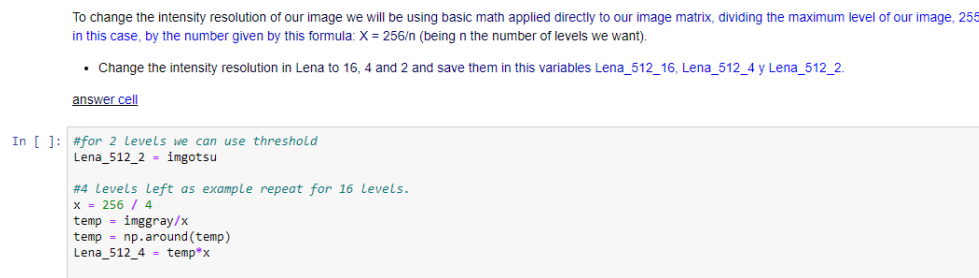 To change the intensity resolution of our image we will be using basic math applied directly to our image matrix, dividing the maximum level of our image, 255
in this case, by the number given by this formula: X = 256/n (being n the number of levels we want).
• Change the intensity resolution in Lena to 16, 4 and 2 and save them in this variables Lena_512_16, Lena_512_4 y Lena_512_2.
answer cell
In [ ]: #for 2 levels we can use threshold
Lena_512_2 = imgotsu
#4 levels left as example repeat for 16 levels.
x = 256 / 4
temp = imggray/x
temp = np.around(temp)
Lena_512_4 = temp*x